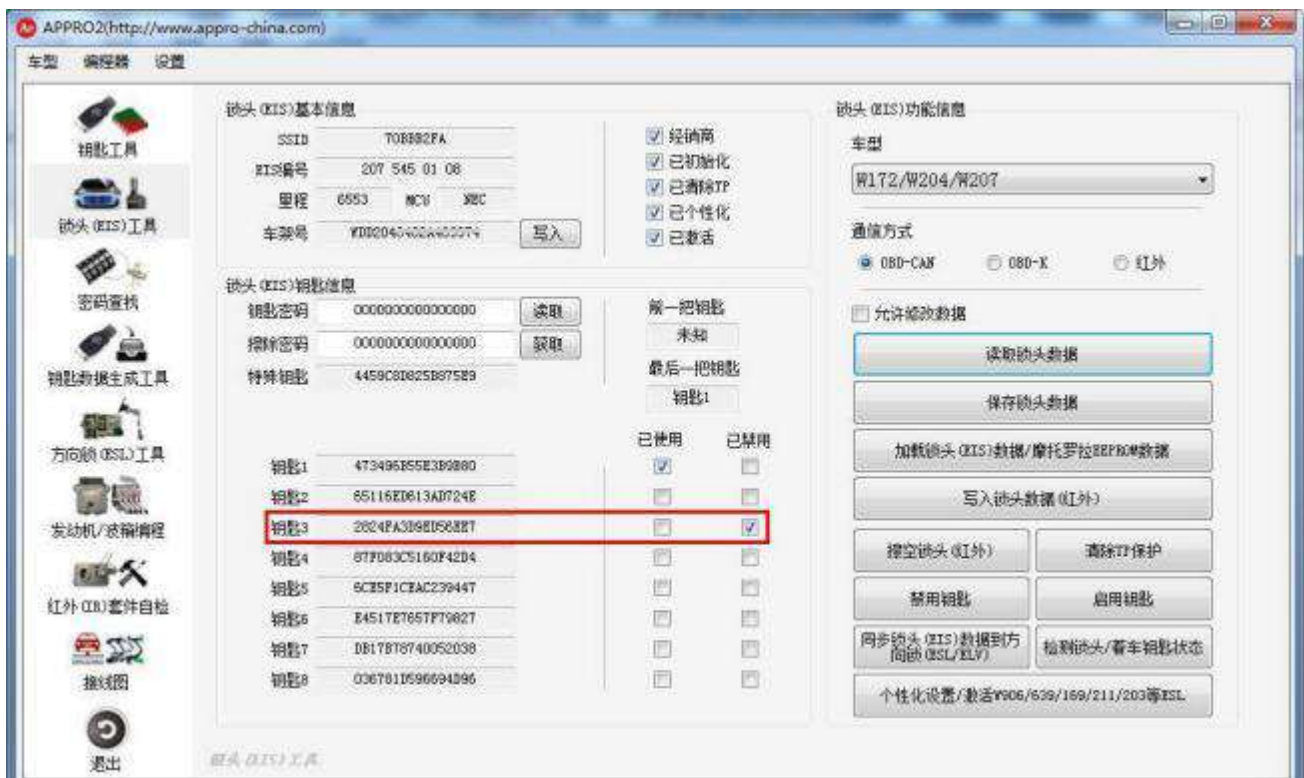 APPRO2(http://www.appro-china.com)
车型 编程器 设置
钥匙工具
锁头(EIS)工具
密码查找
钥匙数据生成工具
方向锁(ESL)工具
发动机/波箱编程
红外(IR)套件自检
接线图
退出
锁头(EIS)基本信息
SSID 70BBB2FA
EIS编号 207 545 01 08
里程 6553 MCU NEC
车架号 写入
经销商
已初始化
已清除TP
已个性化
已激活
锁头(EIS)钥匙信息
钥匙密码 0000000000000000 读取
擦除密码 0000000000000000 获取
特殊钥匙 4459C8D825B875E9
前一把钥匙
未知
最后一把钥匙
钥匙1
已使用 已禁用
钥匙1 473496B55E3B9B80
钥匙2 65116ED613AD724E
钥匙3 2824FA3D9ED56EE7
钥匙4 87F083C5160F42D4
钥匙5 6CE5F1CEAC239447
钥匙6 E4517E7657F79827
钥匙7 DB17B78740052038
钥匙8 036781D596694D96
锁头(EIS)工具
锁头(EIS)功能信息
车型
W172/W204/W207
通信方式
OBD-CAN OBD-K 红外
允许修改数据
读取锁头数据
保存锁头数据
加载锁头(EIS)数据/摩托罗拉EEPROM数据
写入锁头数据(红外)
擦空锁头(红外) 清除TP保护
禁用钥匙 启用钥匙
同步锁头(EIS)数据到方
向锁(ESL/ELV)
检测锁头/着车钥匙状态
个性化设置/激活W906/639/169/211/203等ESL